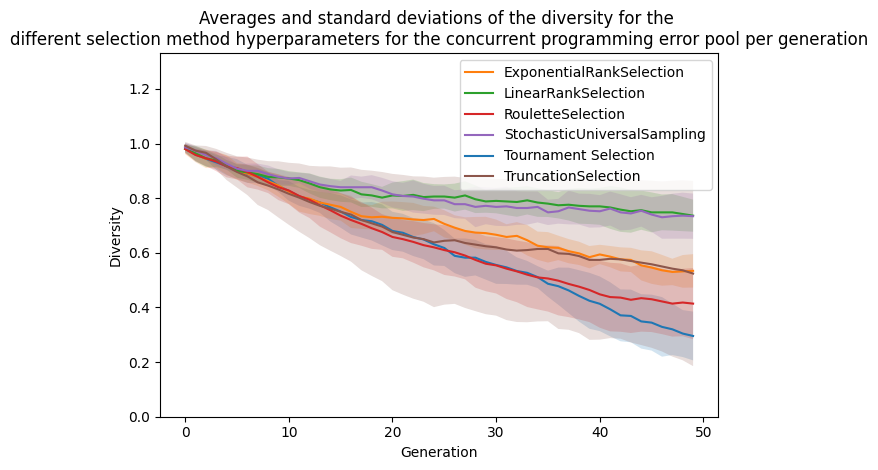 Averages and standard deviations of the diversity for the
different selection method hyperparameters for the concurrent programming error pool per generation
ExponentialRankSelection
LinearRankSelection
RouletteSelection
StochasticUniversalSampling
Tournament Selection
TruncationSelection
Diversity
1.2
1.0
0.8
0.6
0.4
0.2
0.0
0
10
20
30
40
50
Generation